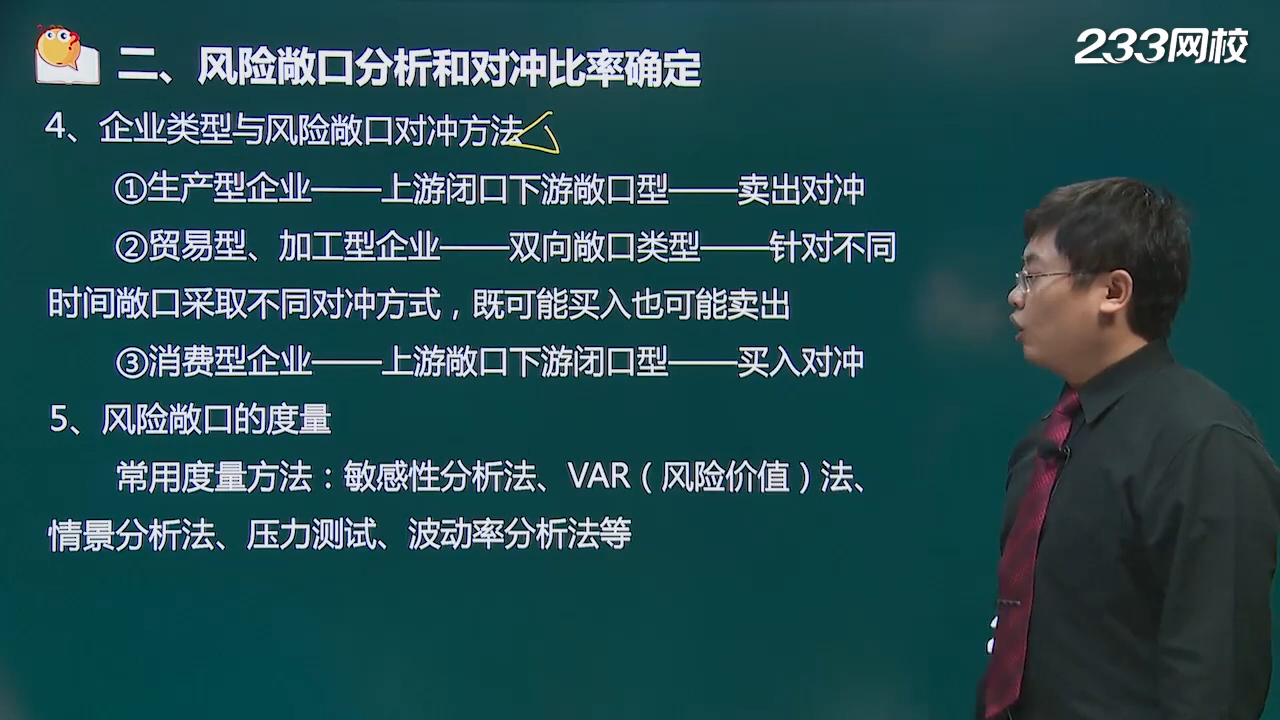 233网校
二、风险敞口分析和对冲比率确定
4、企业类型与风险敞口对冲方法
①生产型企业——上游闭口下游敞口型——卖出对冲
②贸易型、加工型企业——双向敞口类型——针对不同
时间敞口采取不同对冲方式，既可能买入也可能卖出
③消费型企业——上游敞口下游闭口型——买入对冲
5、风险敞口的度量
常用度量方法：敏感性分析法、VAR（风险价值）法、
情景分析法、压力测试、波动率分析法等